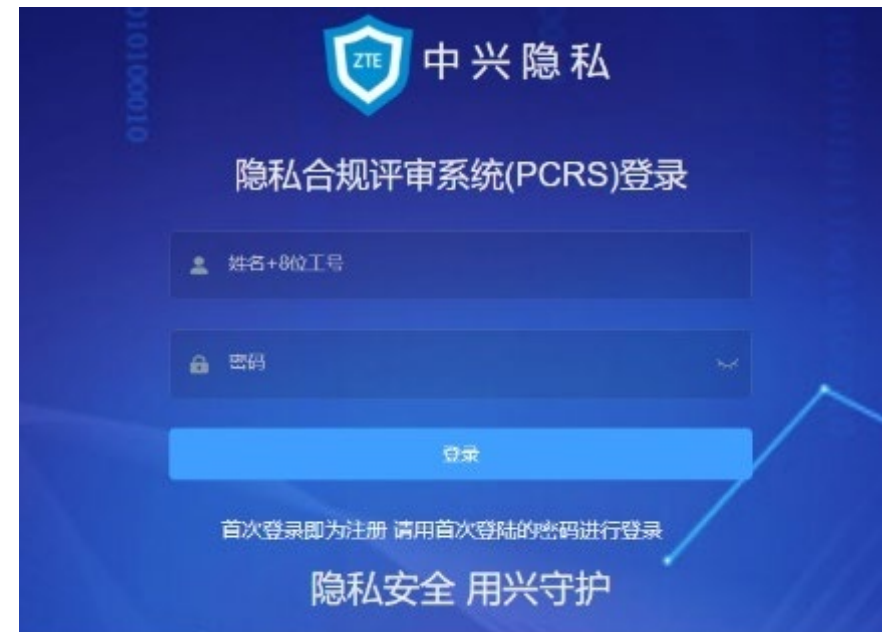 10100010
ZTE
中兴隐私
隐私合规评审系统(PCRS)登录
姓名+8位工号
密码
登录
首次登录即为注册 请用首次登陆的密码进行登录
隐私安全 用兴守护